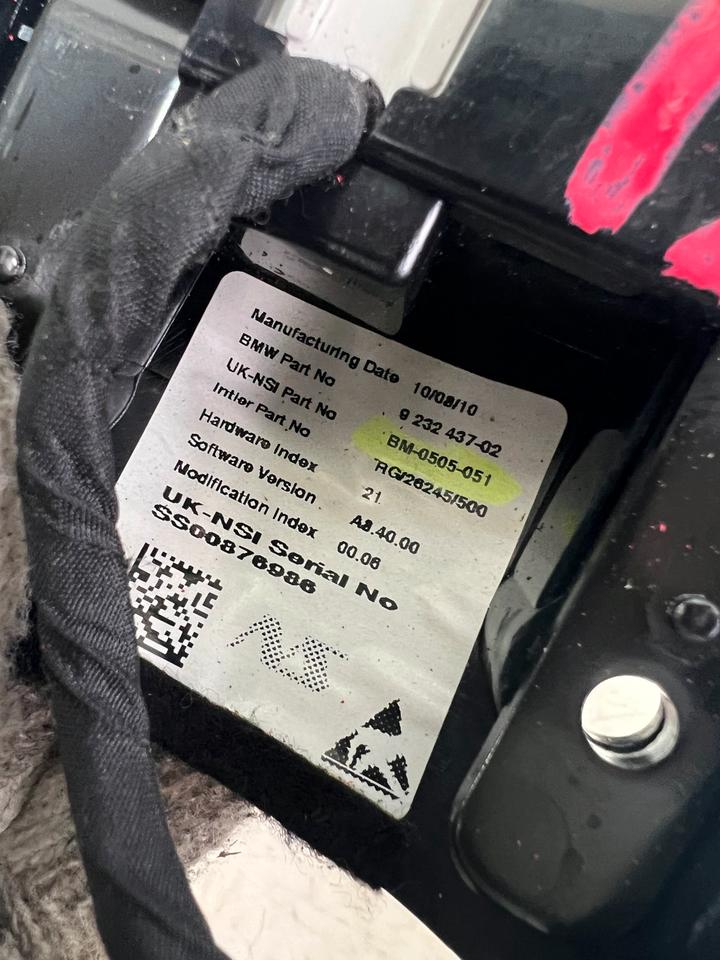 Manufacturing Date 10/08/10
BMW Part No 9 232 437-02
UK-NSI Part No BM-0505-051
Intier Part No RG/26245/500
Hardware Index 21
Software Version A8.40.00
Modification Index 00.06
UK-NSI Serial No
SS00876986